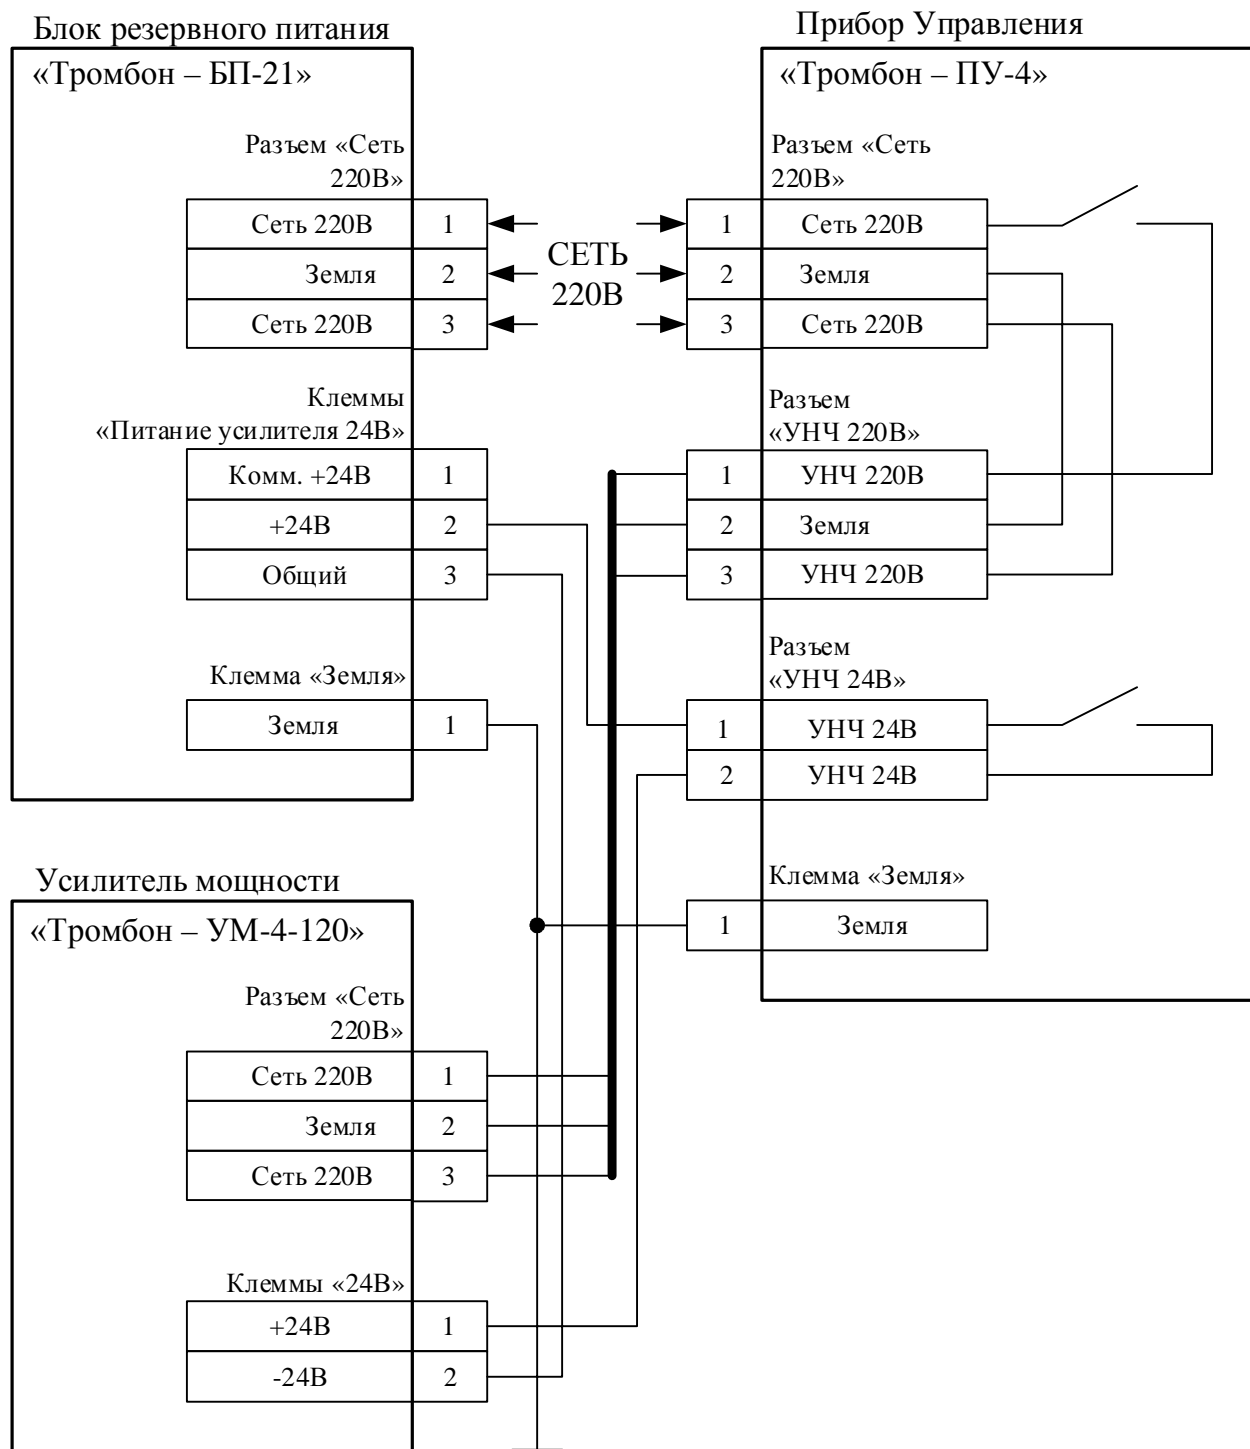 Блок резервного питания
«Тромбон – БП-21»
Разъем «Сеть
220В»
Сеть 220В 1
Земля 2
Сеть 220В 3
Клеммы
«Питание усилителя 24В»
Комм. +24В 1
+24В 2
Общий 3
Клемма «Земля»
Земля 1
СЕТЬ
220В
Прибор Управления
«Тромбон – ПУ-4»
Разъем «Сеть
220В»
1 Сеть 220В
2 Земля
3 Сеть 220В
Разъем
«УНЧ 220В»
1 УНЧ 220В
2 Земля
3 УНЧ 220В
Разъем
«УНЧ 24В»
1 УНЧ 24В
2 УНЧ 24В
Клемма «Земля»
1 Земля
Усилитель мощности
«Тромбон – УМ-4-120»
Разъем «Сеть
220В»
Сеть 220В 1
Земля 2
Сеть 220В 3
Клеммы «24В»
+24В 1
-24В 2